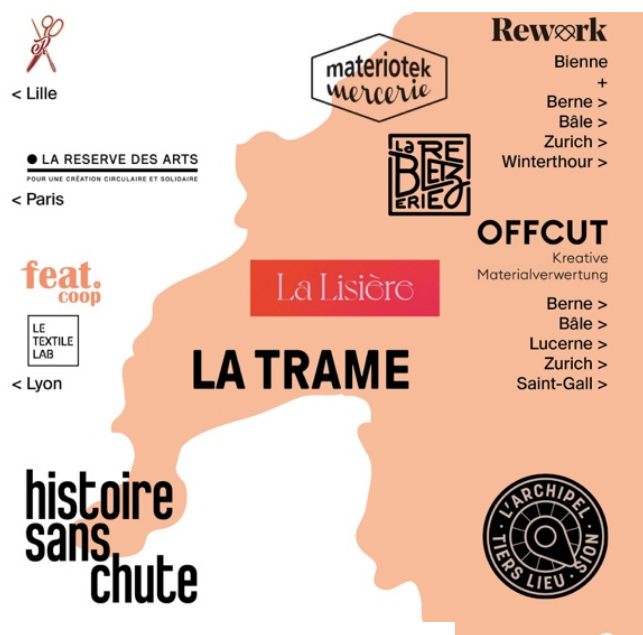 < Lille
● LA RESERVE DES ARTS
POUR UNE CRÉATION CIRCULAIRE ET SOLIDAIRE
< Paris
feat.
coop
LE
TEXTILE
LAB
< Lyon
histoire
sans
chute
materiotek
mercerie
La RE
BLETZ
ERIE
La Lisière
LA TRAME
Rework
Bienne
+
Berne >
Bâle >
Zurich >
Winterthour >
OFFCUT
Kreative
Materialverwertung
Berne >
Bâle >
Lucerne >
Zurich >
Saint-Gall >
L'ARCHIPEL
TIERS LIEU · SION